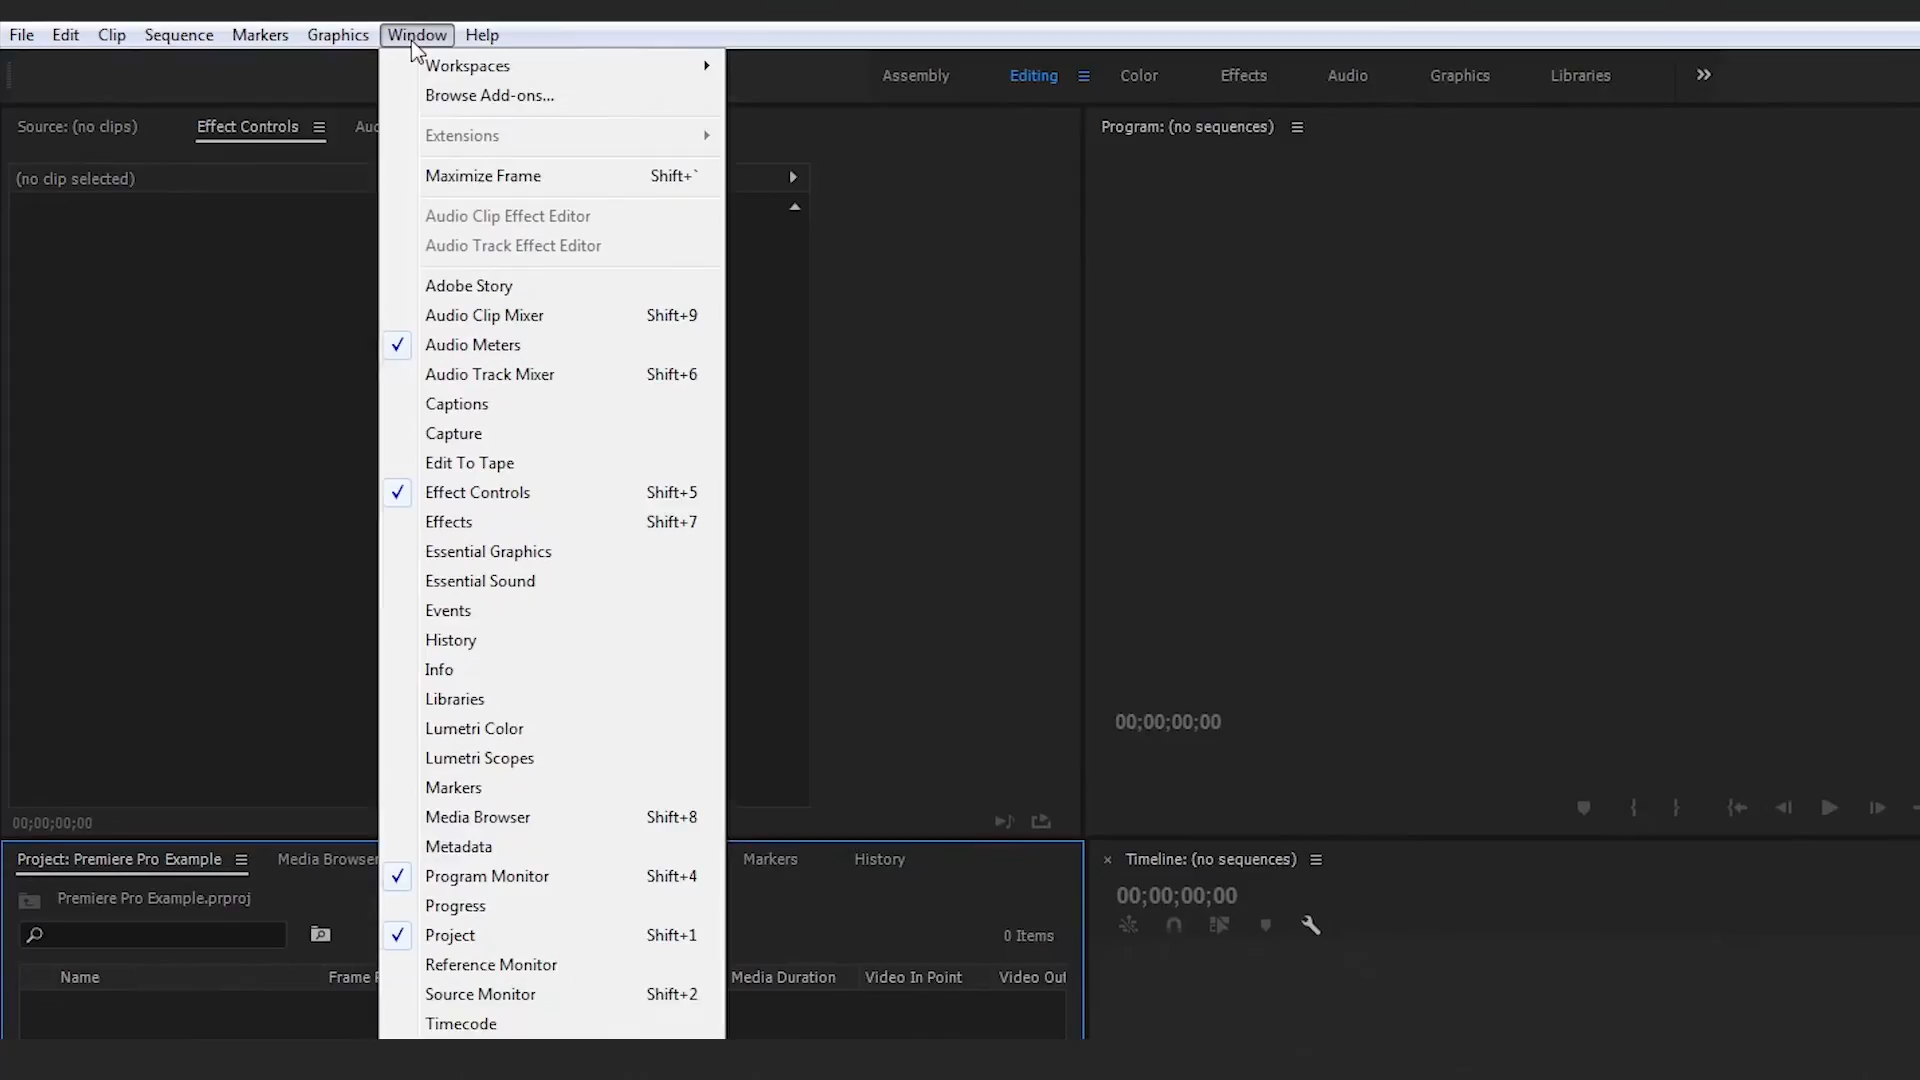 File Edit Clip Sequence Markers Graphics Window Help
Assembly Editing Color Effects Audio Graphics Libraries
Source: (no clips) Effect Controls
(no clip selected)
00;00;00;00
Workspaces
Browse Add-ons...
Extensions
Maximize Frame Shift+`
Audio Clip Effect Editor
Audio Track Effect Editor
Adobe Story
Audio Clip Mixer Shift+9
Audio Meters
Audio Track Mixer Shift+6
Captions
Capture
Edit To Tape
Effect Controls Shift+5
Effects Shift+7
Essential Graphics
Essential Sound
Events
History
Info
Libraries
Lumetri Color
Lumetri Scopes
Markers
Media Browser Shift+8
Metadata
Program Monitor Shift+4
Progress
Project Shift+1
Reference Monitor
Source Monitor Shift+2
Timecode
Program: (no sequences)
00;00;00;00
Project: Premiere Pro Example Media Browser Markers History
Premiere Pro Example.prproj
0 Items
Name Frame Media Duration Video In Point Video Out
Timeline: (no sequences)
00;00;00;00